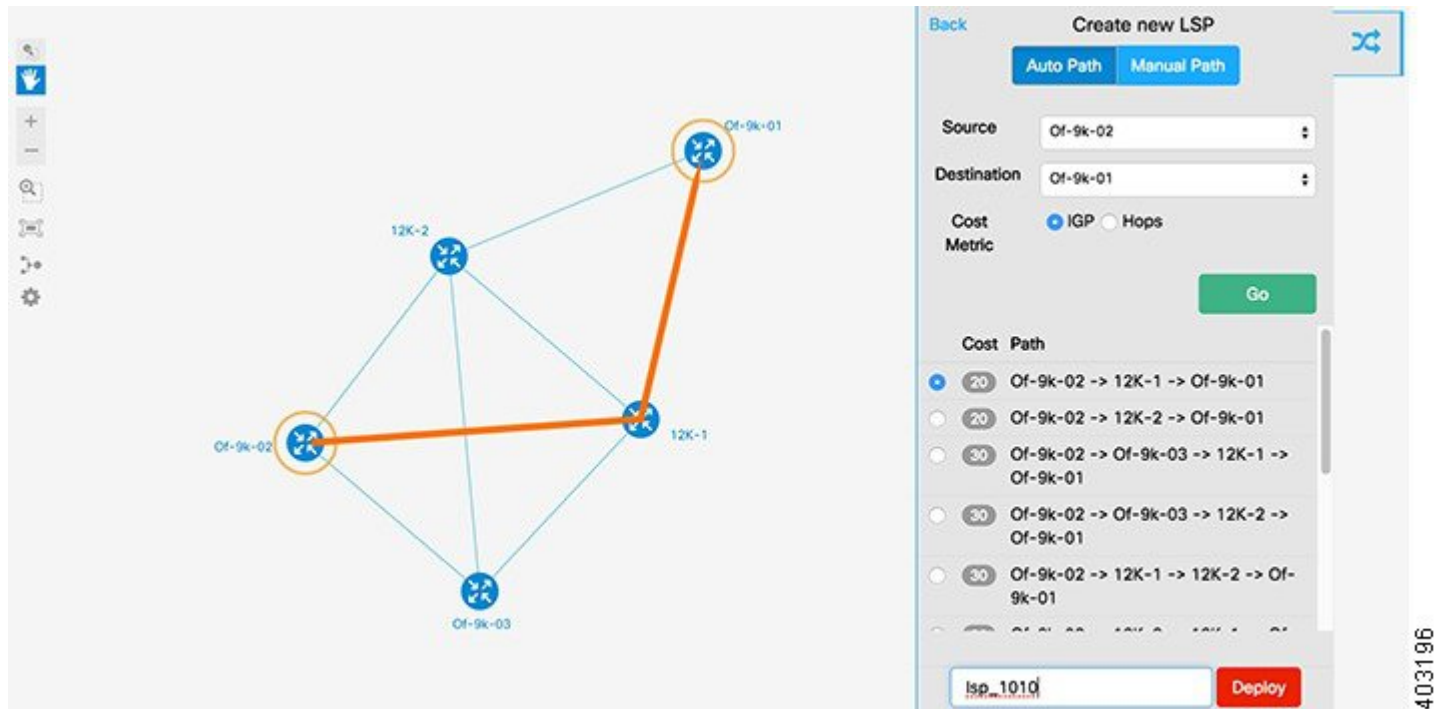 Back
Create new LSP
Auto Path
Manual Path
Source
Of-9k-02
Destination
Of-9k-01
Cost
Metric
IGP
Hops
Go
Cost Path
20 Of-9k-02 -> 12K-1 -> Of-9k-01
20 Of-9k-02 -> 12K-2 -> Of-9k-01
30 Of-9k-02 -> Of-9k-03 -> 12K-1 ->
Of-9k-01
30 Of-9k-02 -> Of-9k-03 -> 12K-2 ->
Of-9k-01
30 Of-9k-02 -> 12K-1 -> 12K-2 -> Of-
9k-01
lsp_1010
Deploy
Of-9k-01
12K-2
Of-9k-02
12K-1
Of-9k-03
403196